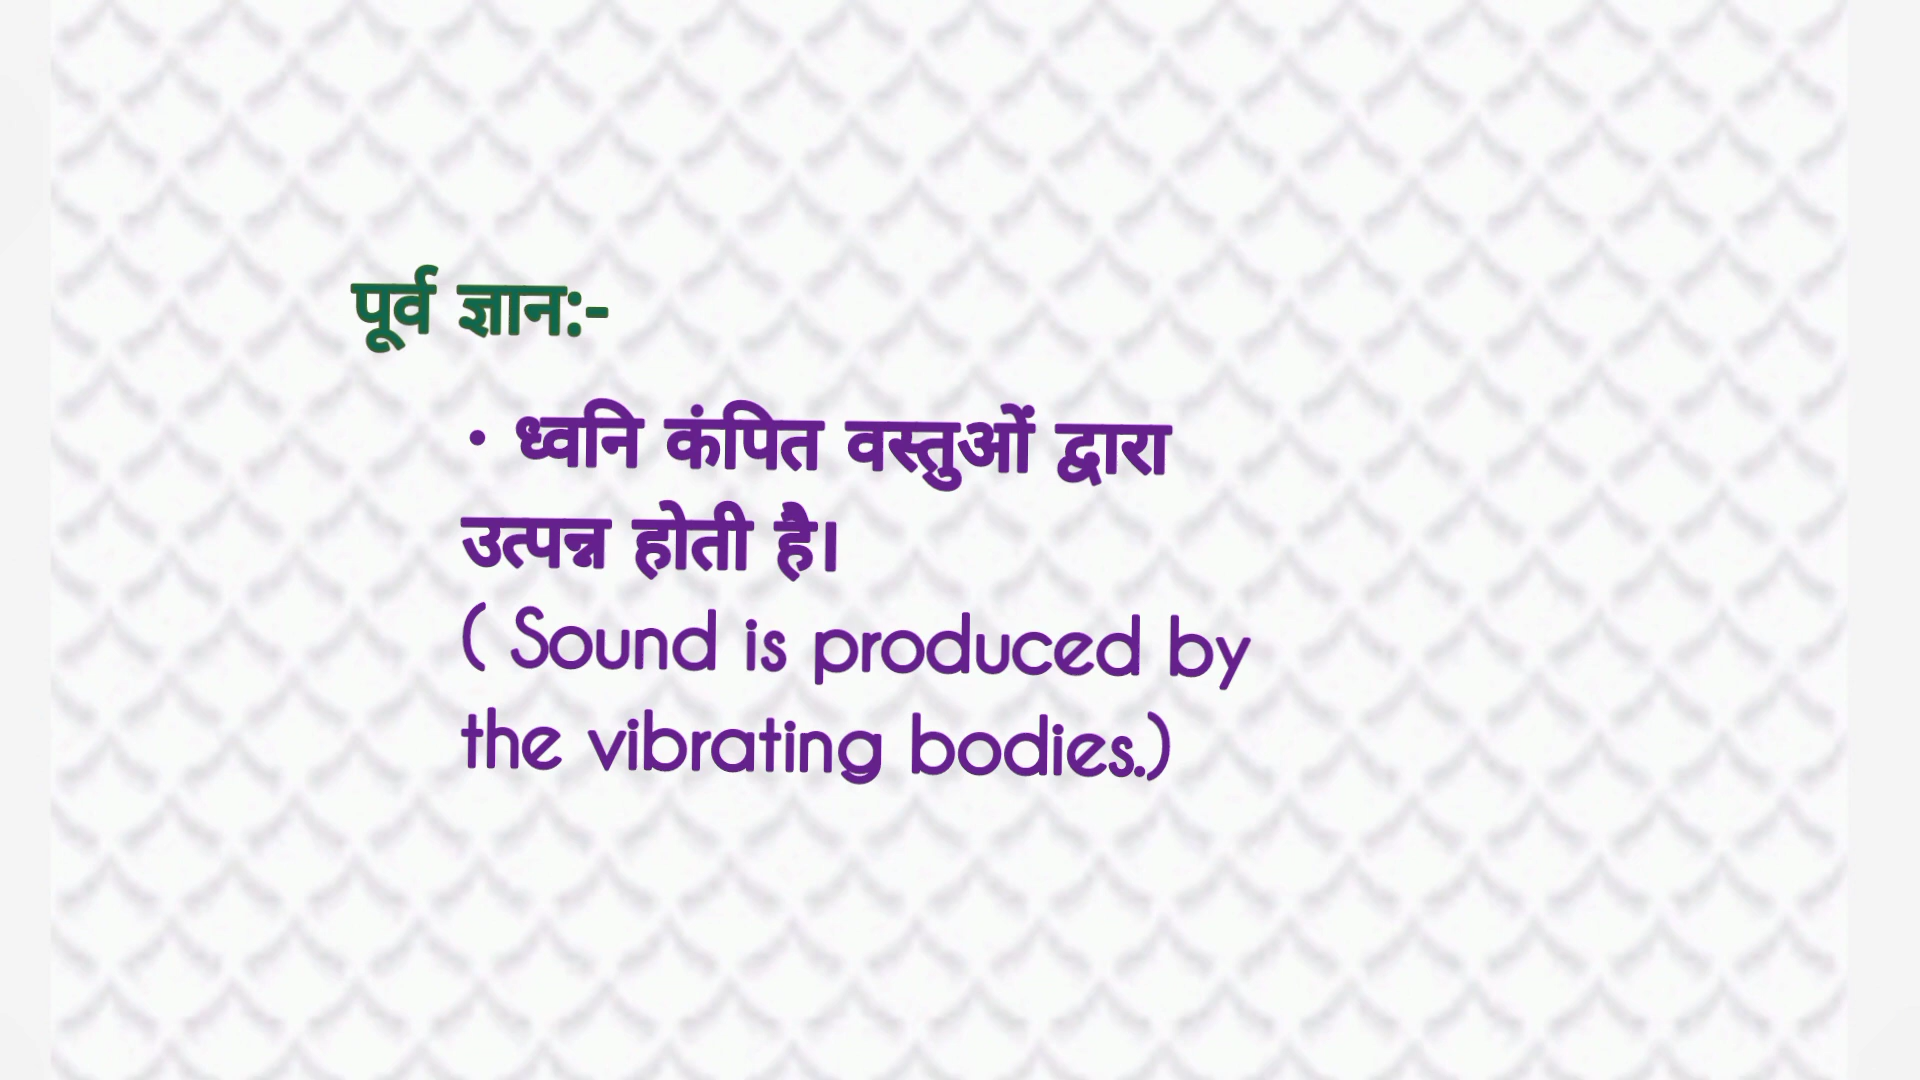 पूर्व ज्ञान:-
• ध्वनि कंपित वस्तुओं द्वारा
उत्पन्न होती है।
( Sound is produced by
the vibrating bodies.)